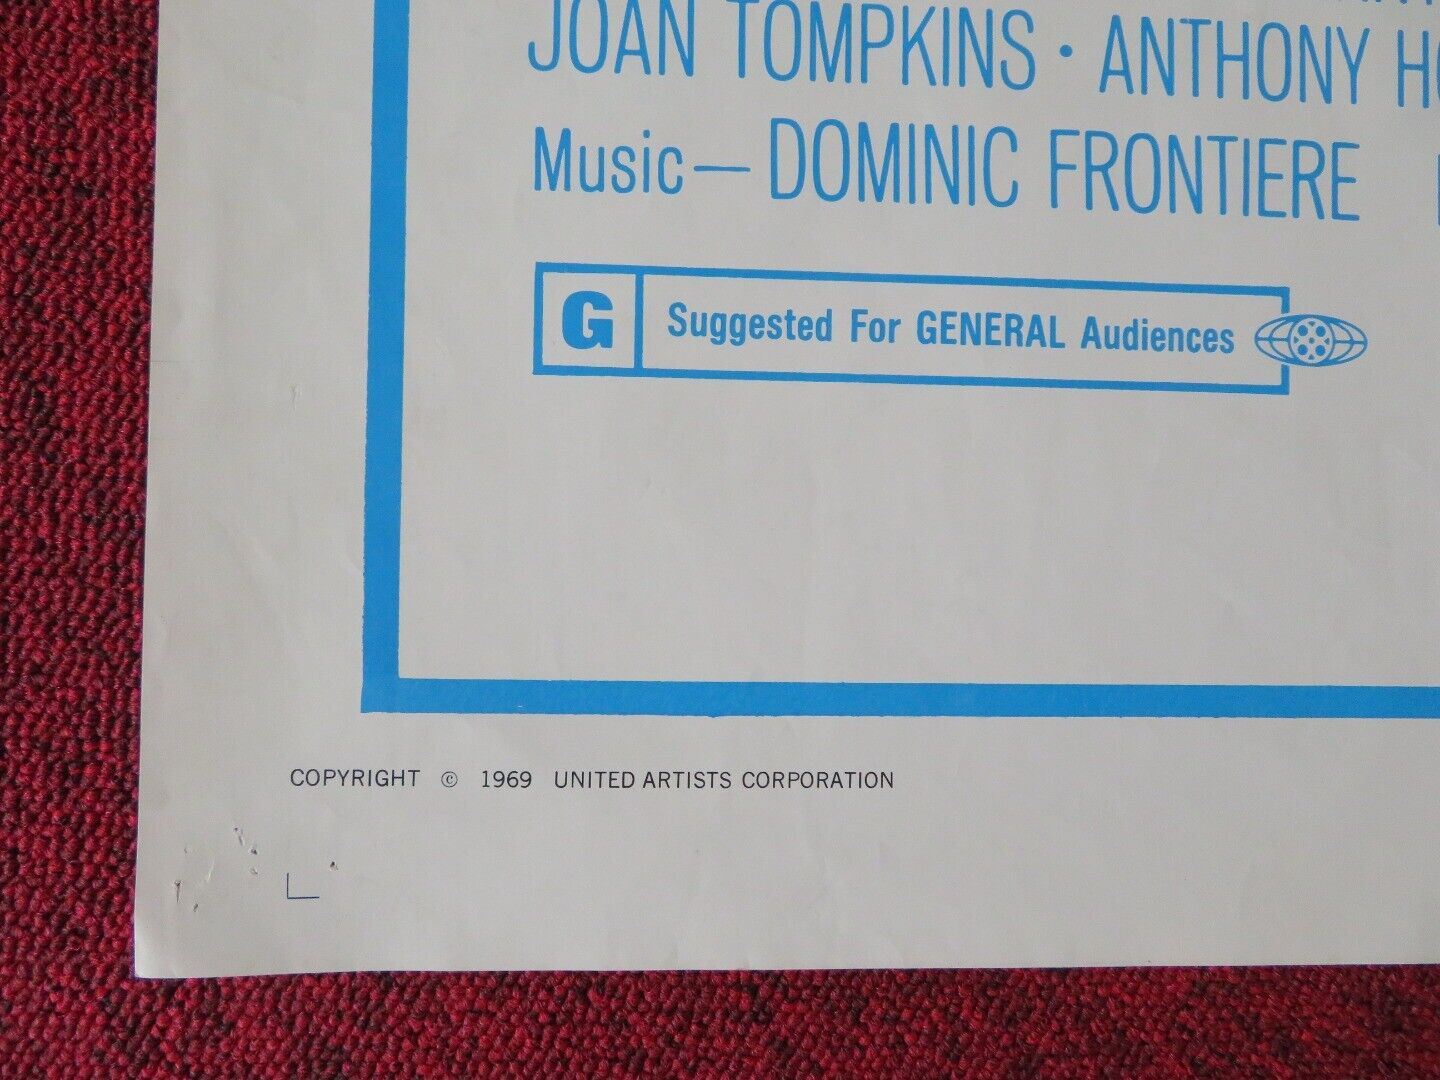 JOAN TOMPKINS · ANTHONY
Music — DOMINIC FRONTIERE
G Suggested For GENERAL Audiences
COPYRIGHT © 1969 UNITED ARTISTS CORPORATION